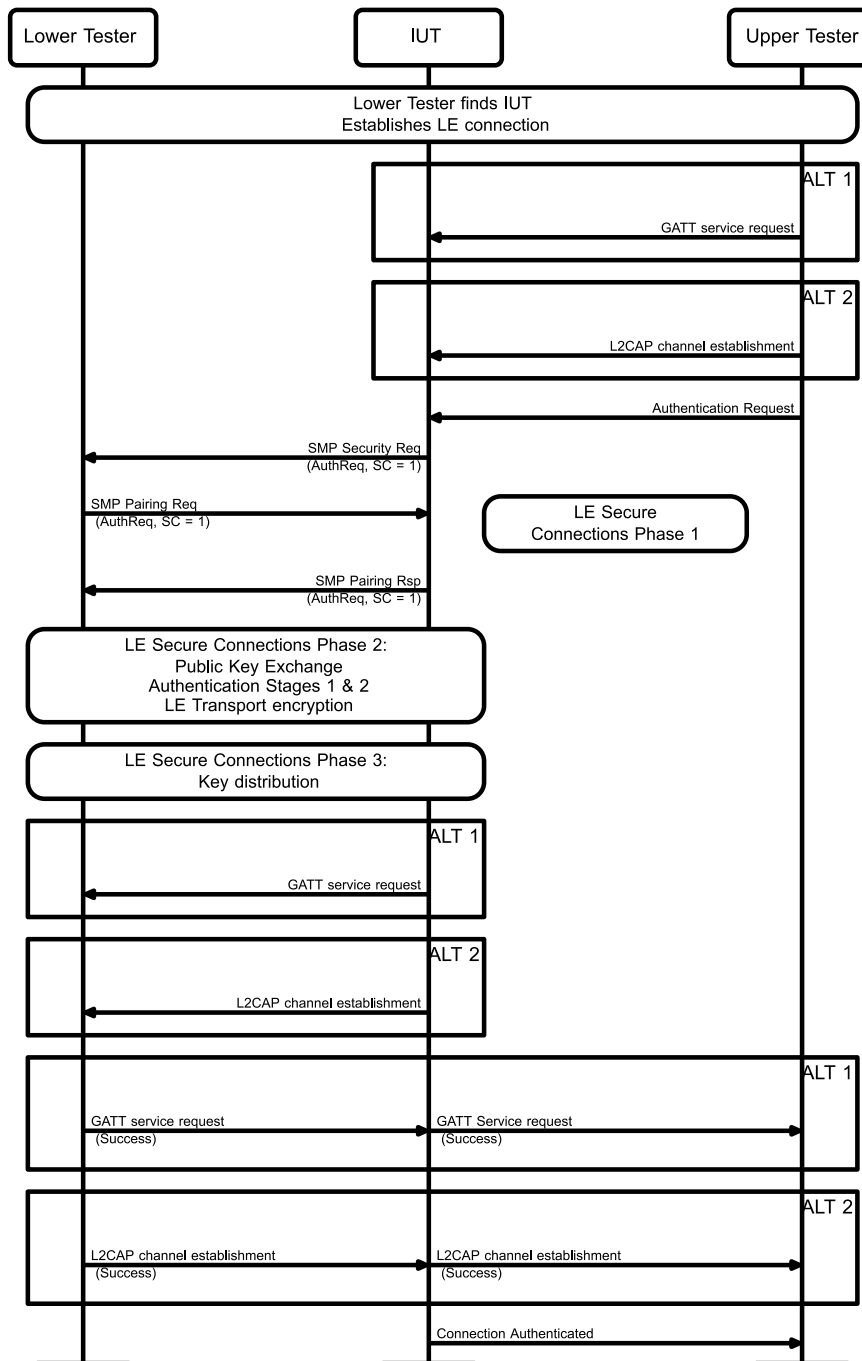 Lower Tester
IUT
Upper Tester
Lower Tester finds IUT
Establishes LE connection
ALT 1
GATT service request
ALT 2
L2CAP channel establishment
Authentication Request
SMP Security Req
(AuthReq, SC = 1)
SMP Pairing Req
(AuthReq, SC = 1)
LE Secure
Connections Phase 1
SMP Pairing Rsp
(AuthReq, SC = 1)
LE Secure Connections Phase 2:
Public Key Exchange
Authentication Stages 1 & 2
LE Transport encryption
LE Secure Connections Phase 3:
Key distribution
ALT 1
GATT service request
ALT 2
L2CAP channel establishment
ALT 1
GATT service request
(Success)
GATT Service request
(Success)
ALT 2
L2CAP channel establishment
(Success)
L2CAP channel establishment
(Success)
Connection Authenticated